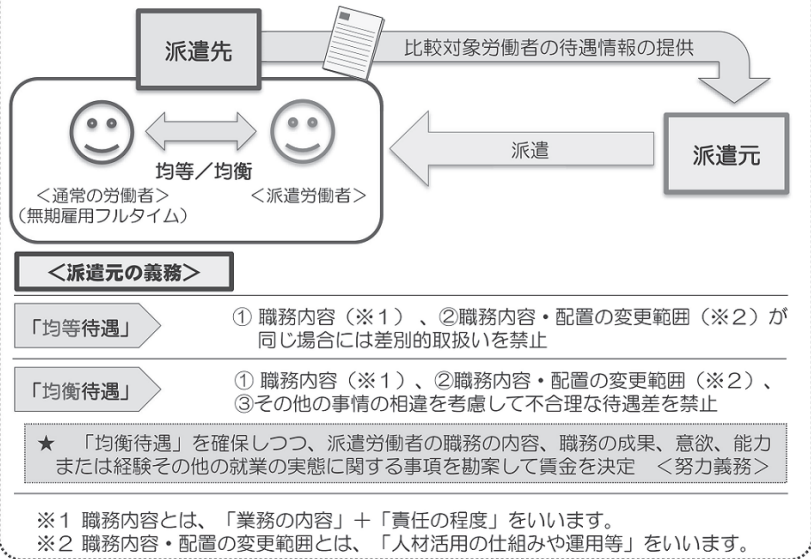 派遣先
比較対象労働者の待遇情報の提供
派遣元
派遣
均等／均衡
＜通常の労働者＞
（無期雇用フルタイム）
＜派遣労働者＞
＜派遣元の義務＞
「均等待遇」
① 職務内容（※１）、②職務内容・配置の変更範囲（※２）が
同じ場合には差別的取扱いを禁止
「均衡待遇」
① 職務内容（※１）、②職務内容・配置の変更範囲（※２）、
③その他の事情の相違を考慮して不合理な待遇差を禁止
★　「均衡待遇」を確保しつつ、派遣労働者の職務の内容、職務の成果、意欲、能力
または経験その他の就業の実態に関する事項を勘案して賃金を決定　＜努力義務＞
※１ 職務内容とは、「業務の内容」＋「責任の程度」をいいます。
※２ 職務内容・配置の変更範囲とは、「人材活用の仕組みや運用等」をいいます。